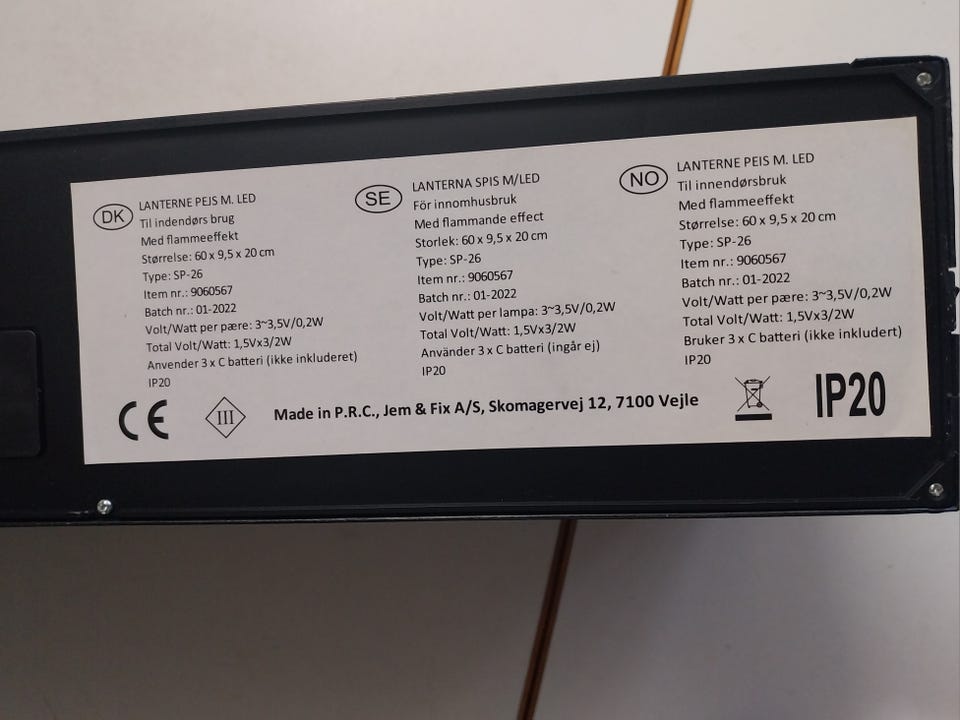 DK
LANTERNE PEJS M. LED
Til indendørs brug
Med flammeeffekt
Størrelse: 60 x 9,5 x 20 cm
Type: SP-26
Item nr.: 9060567
Batch nr.: 01-2022
Volt/Watt per pære: 3~3,5V/0,2W
Total Volt/Watt: 1,5Vx3/2W
Anvender 3 x C batteri (ikke inkluderet)
IP20
SE
LANTERNA SPIS M/LED
För innomhusbruk
Med flammande effect
Storlek: 60 x 9,5 x 20 cm
Type: SP-26
Item nr.: 9060567
Batch nr.: 01-2022
Volt/Watt per lampa: 3~3,5V/0,2W
Total Volt/Watt: 1,5Vx3/2W
Använder 3 x C batteri (ingår ej)
IP20
NO
LANTERNE PEIS M. LED
Til innendørsbruk
Med flammeeffekt
Størrelse: 60 x 9,5 x 20 cm
Type: SP-26
Item nr.: 9060567
Batch nr.: 01-2022
Volt/Watt per pære: 3~3,5V/0,2W
Total Volt/Watt: 1,5Vx3/2W
Bruker 3 x C batteri (ikke inkludert)
IP20
CE
III
Made in P.R.C., Jem & Fix A/S, Skomagervej 12, 7100 Vejle
IP20